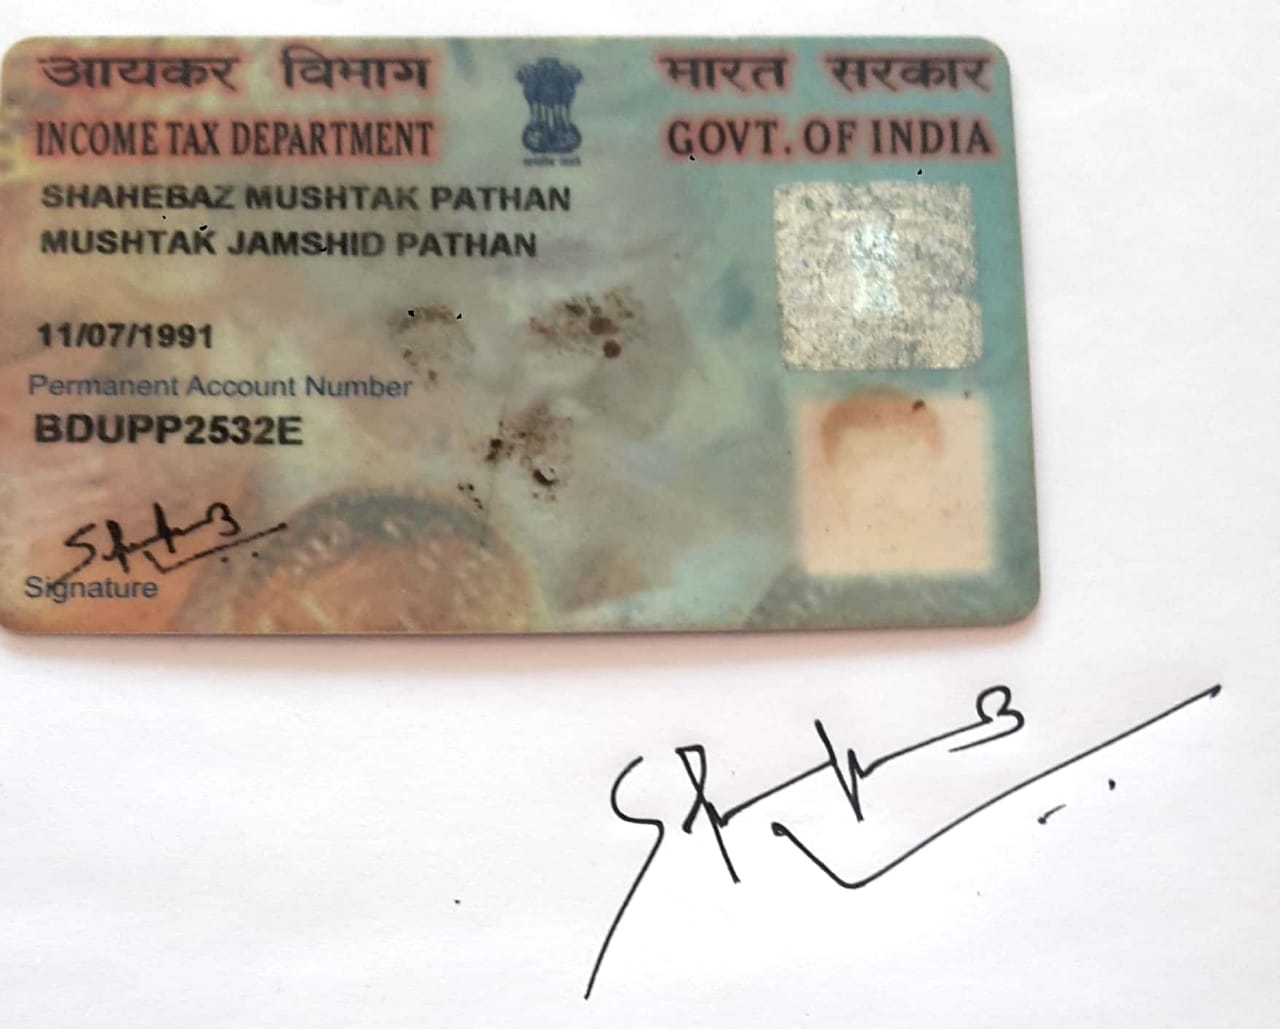 आयकर विभाग
भारत सरकार
INCOME TAX DEPARTMENT
GOVT. OF INDIA
SHAHEBAZ MUSHTAK PATHAN
MUSHTAK JAMSHID PATHAN
11/07/1991
Permanent Account Number
BDUPP2532E
Signature